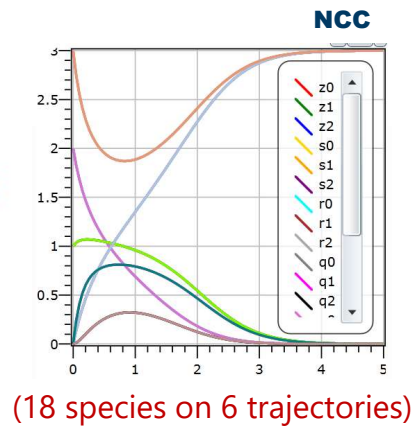 NCC
3
2.5
2
1.5
1
0.5
0
0 1 2 3 4 5
z0
z1
z2
s0
s1
s2
r0
r1
r2
q0
q1
q2
(18 species on 6 trajectories)